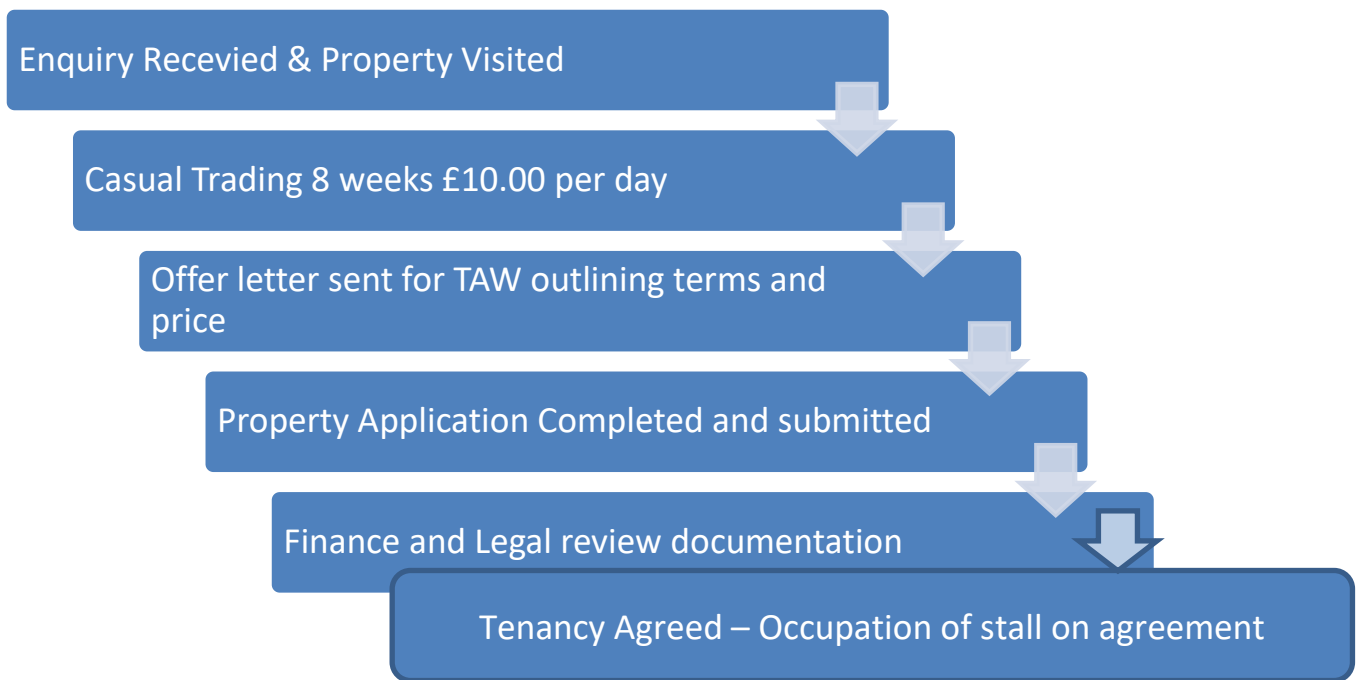 Enquiry Recevied & Property Visited
Casual Trading 8 weeks £10.00 per day
Offer letter sent for TAW outlining terms and
price
Property Application Completed and submitted
Finance and Legal review documentation
Tenancy Agreed – Occupation of stall on agreement